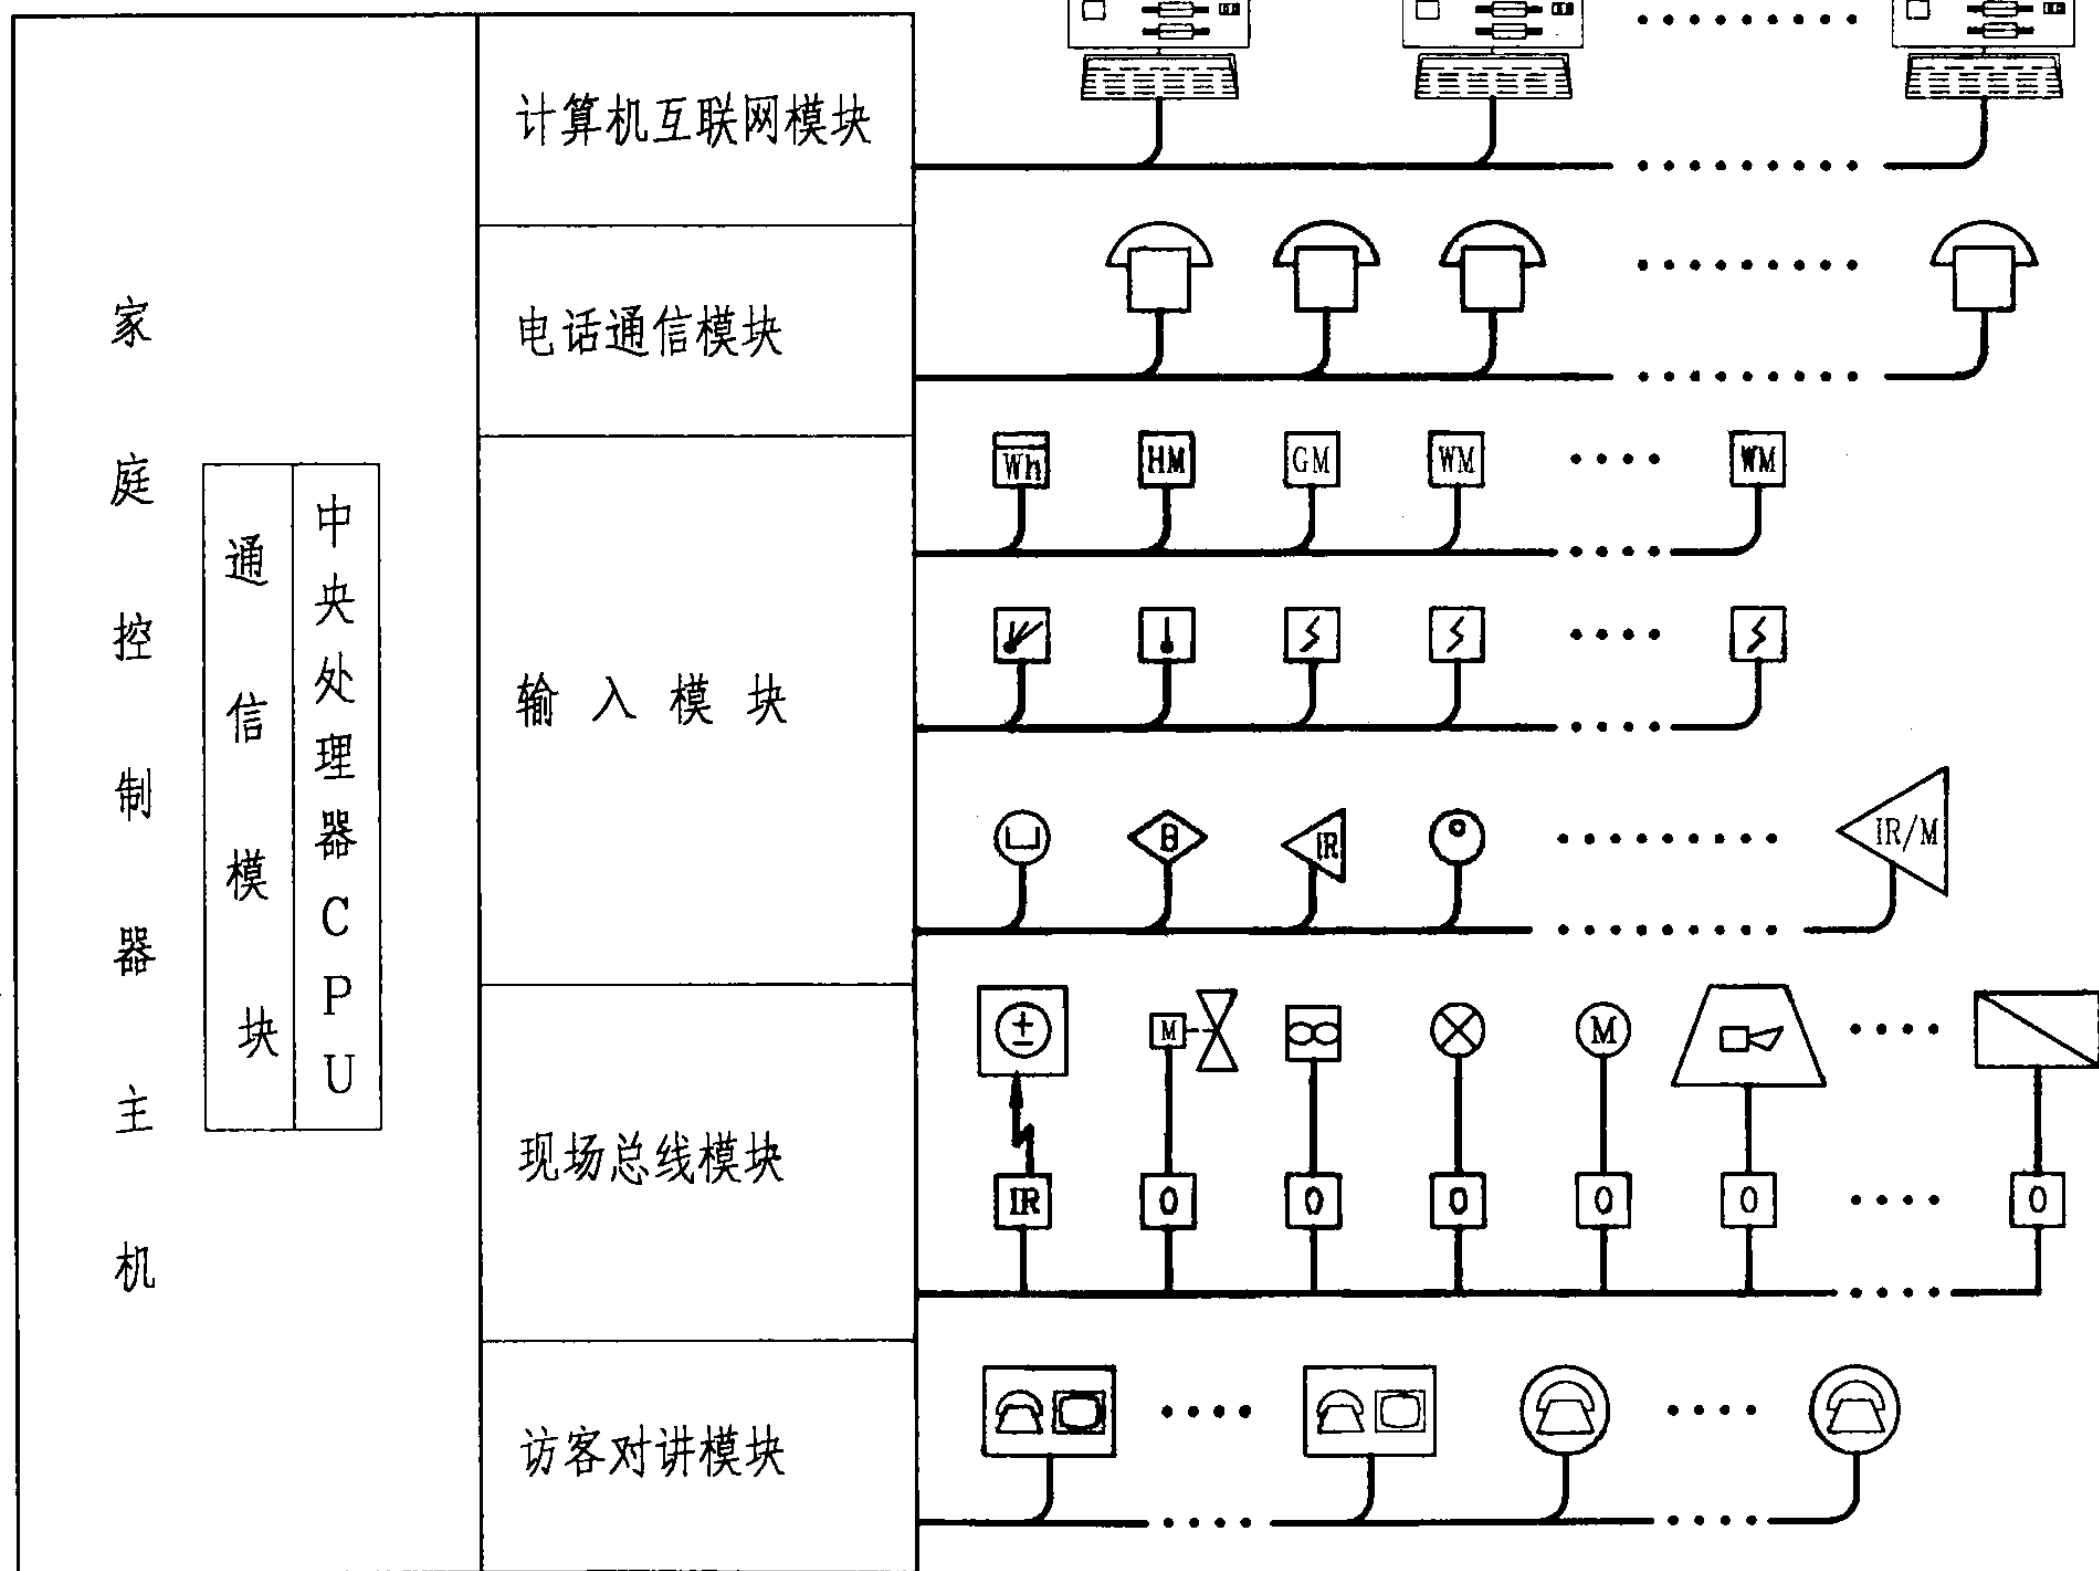 家庭控制器主机
通信模块
中央处理器CPU
计算机互联网模块
电话通信模块
输入模块
现场总线模块
访客对讲模块
Wh HM GM WM WM
B IR IR/M
M M
IR 0 0 0 0 0 0